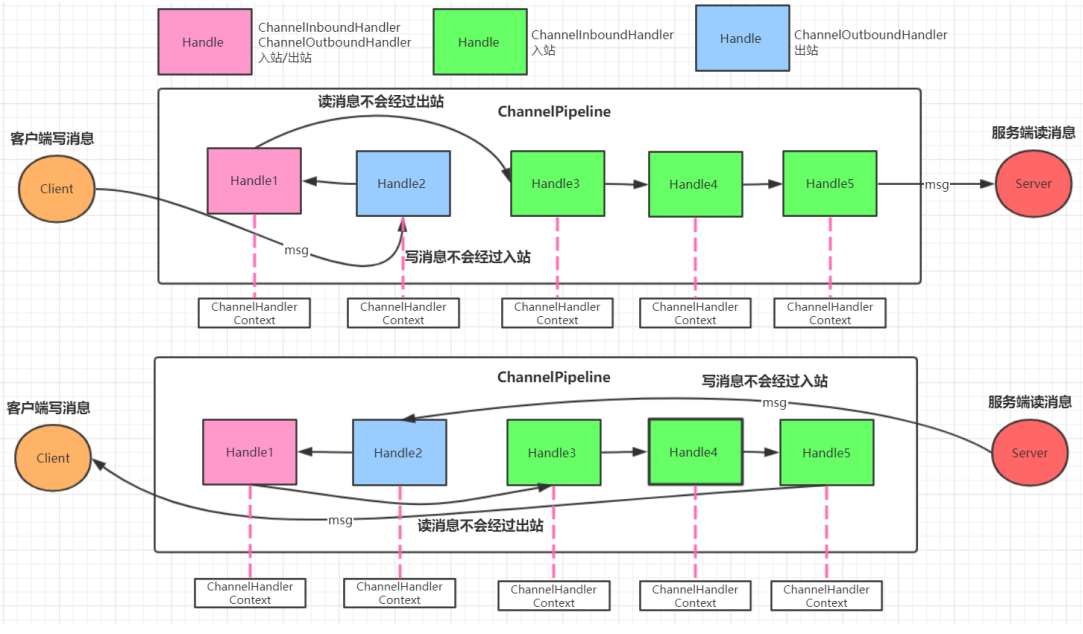 Handle
ChannelInboundHandler
ChannelOutboundHandler
入站/出站
Handle
ChannelInboundHandler
入站
Handle
ChannelOutboundHandler
出站
读消息不会经过出站
ChannelPipeline
客户端写消息
服务端读消息
Client
Handle1
Handle2
Handle3
Handle4
Handle5
msg
Server
msg
写消息不会经过入站
ChannelHandler
Context
ChannelHandler
Context
ChannelHandler
Context
ChannelHandler
Context
ChannelHandler
Context
ChannelPipeline
写消息不会经过入站
msg
客户端写消息
服务端读消息
Client
Handle1
Handle2
Handle3
Handle4
Handle5
Server
msg
读消息不会经过出站
ChannelHandler
Context
ChannelHandler
Context
ChannelHandler
Context
ChannelHandler
Context
ChannelHandler
Context